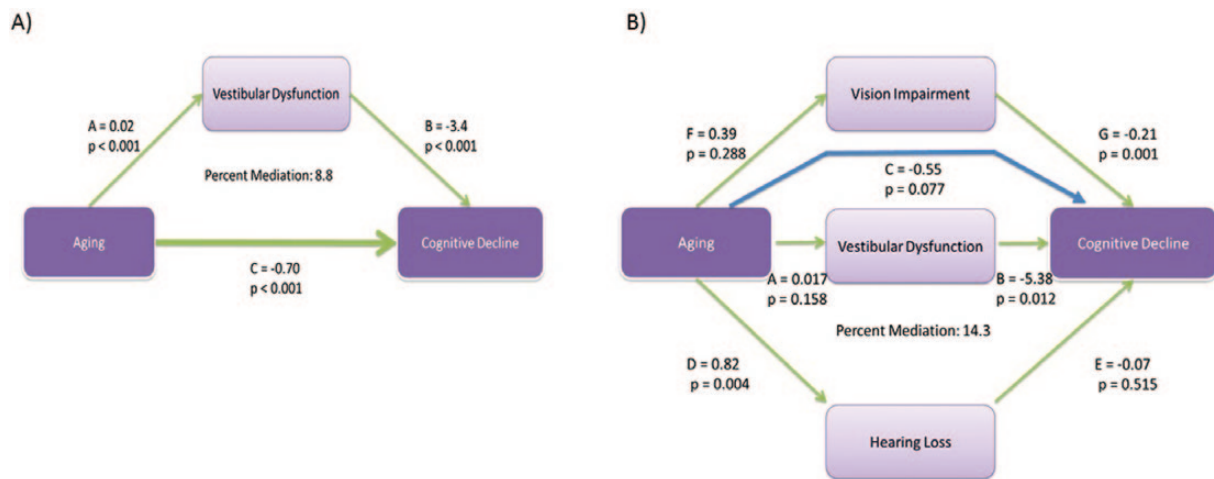 A)
Vestibular Dysfunction
A = 0.02
p < 0.001
B = -3.4
p < 0.001
Percent Mediation: 8.8
Aging
Cognitive Decline
C = -0.70
p < 0.001
B)
Vision Impairment
F = 0.39
p = 0.288
G = -0.21
p = 0.001
C = -0.55
p = 0.077
Aging
Vestibular Dysfunction
Cognitive Decline
A = 0.017
p = 0.158
B = -5.38
p = 0.012
Percent Mediation: 14.3
D = 0.82
p = 0.004
E = -0.07
p = 0.515
Hearing Loss